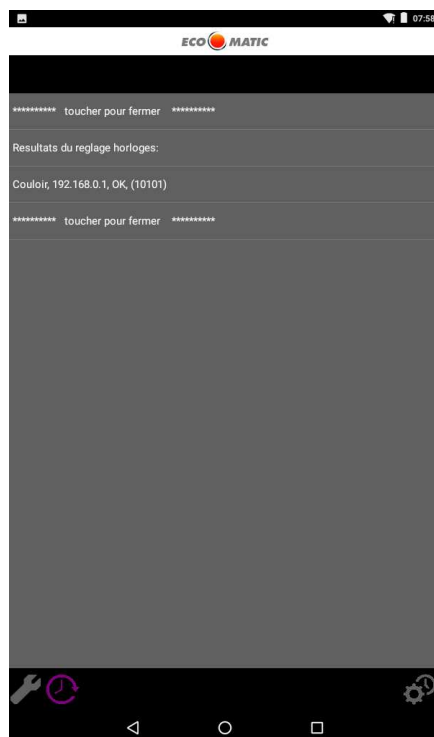 07:58
ECO MATIC
********** toucher pour fermer **********
Resultats du reglage horloges:
Couloir, 192.168.0.1, OK, (10101)
********** toucher pour fermer **********